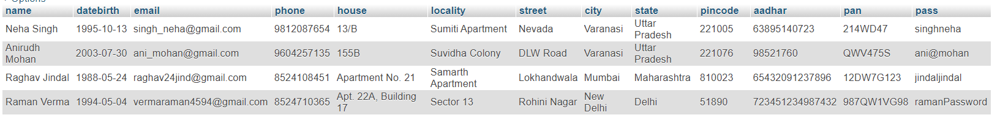 Options
name datebirth email phone house locality street city state pincode aadhar pan pass
Neha Singh 1995-10-13 singh_neha@gmail.com 9812087654 13/B Sumiti Apartment Nevada Varanasi Uttar Pradesh 221005 63895140723 214WD47 singhneha
Anirudh Mohan 2003-07-30 ani_mohan@gmail.com 9604257135 155B Suvidha Colony DLW Road Varanasi Uttar Pradesh 221076 98521760 QWV475S ani@mohan
Raghav Jindal 1988-05-24 raghav24jind@gmail.com 8524108451 Apartment No. 21 Samarth Apartment Lokhandwala Mumbai Maharashtra 810023 65432091237896 12DW7G123 jindaljindal
Raman Verma 1994-05-04 vermaraman4594@gmail.com 8524710365 Apt. 22A, Building 17 Sector 13 Rohini Nagar New Delhi Delhi 51890 723451234987432 987QW1VG98 ramanPassword